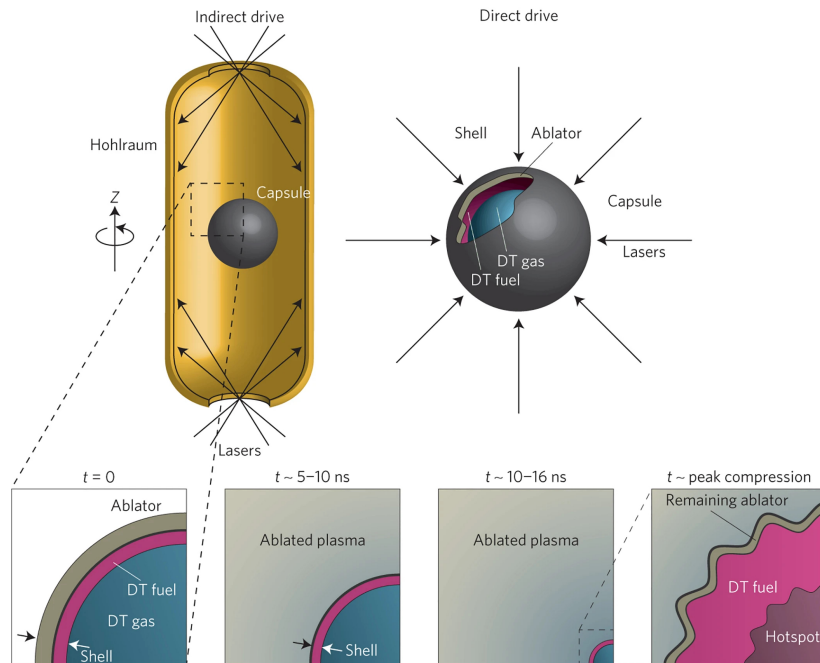 Indirect drive
Direct drive
Hohlraum
Z
Capsule
Lasers
Shell
Ablator
Capsule
DT gas
DT fuel
Lasers
t = 0
Ablator
DT fuel
DT gas
Shell
t ~ 5–10 ns
Ablated plasma
Shell
t ~ 10–16 ns
Ablated plasma
t ~ peak compression
Remaining ablator
DT fuel
Hotspot